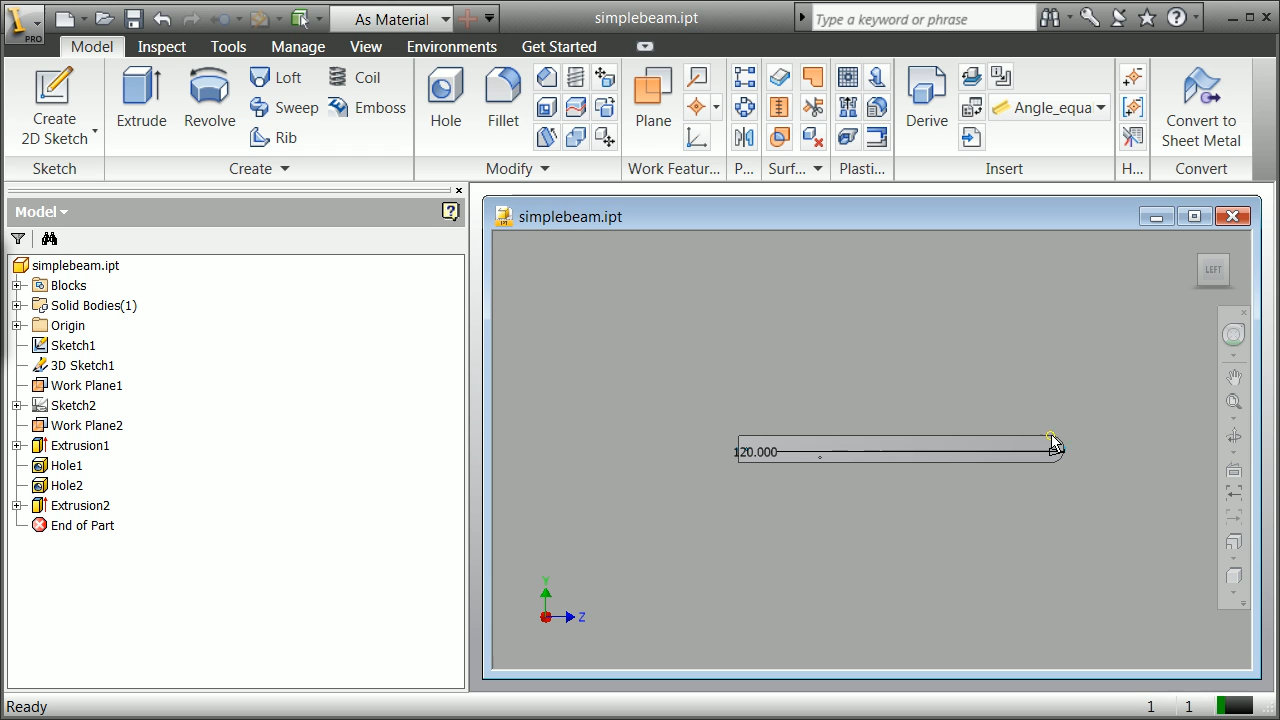 PRO
As Material
simplebeam.ipt
Type a keyword or phrase
Model
Inspect
Tools
Manage
View
Environments
Get Started
Create
2D Sketch
Extrude
Revolve
Loft
Sweep
Rib
Coil
Emboss
Hole
Fillet
Plane
Derive
Angle_equa
Convert to
Sheet Metal
Sketch
Create
Modify
Work Featur...
P...
Surf...
Plasti...
Insert
H...
Convert
Model
simplebeam.ipt
Blocks
Solid Bodies(1)
Origin
Sketch1
3D Sketch1
Work Plane1
Sketch2
Work Plane2
Extrusion1
Hole1
Hole2
Extrusion2
End of Part
simplebeam.ipt
LEFT
120.000
Y
Z
Ready
1
1